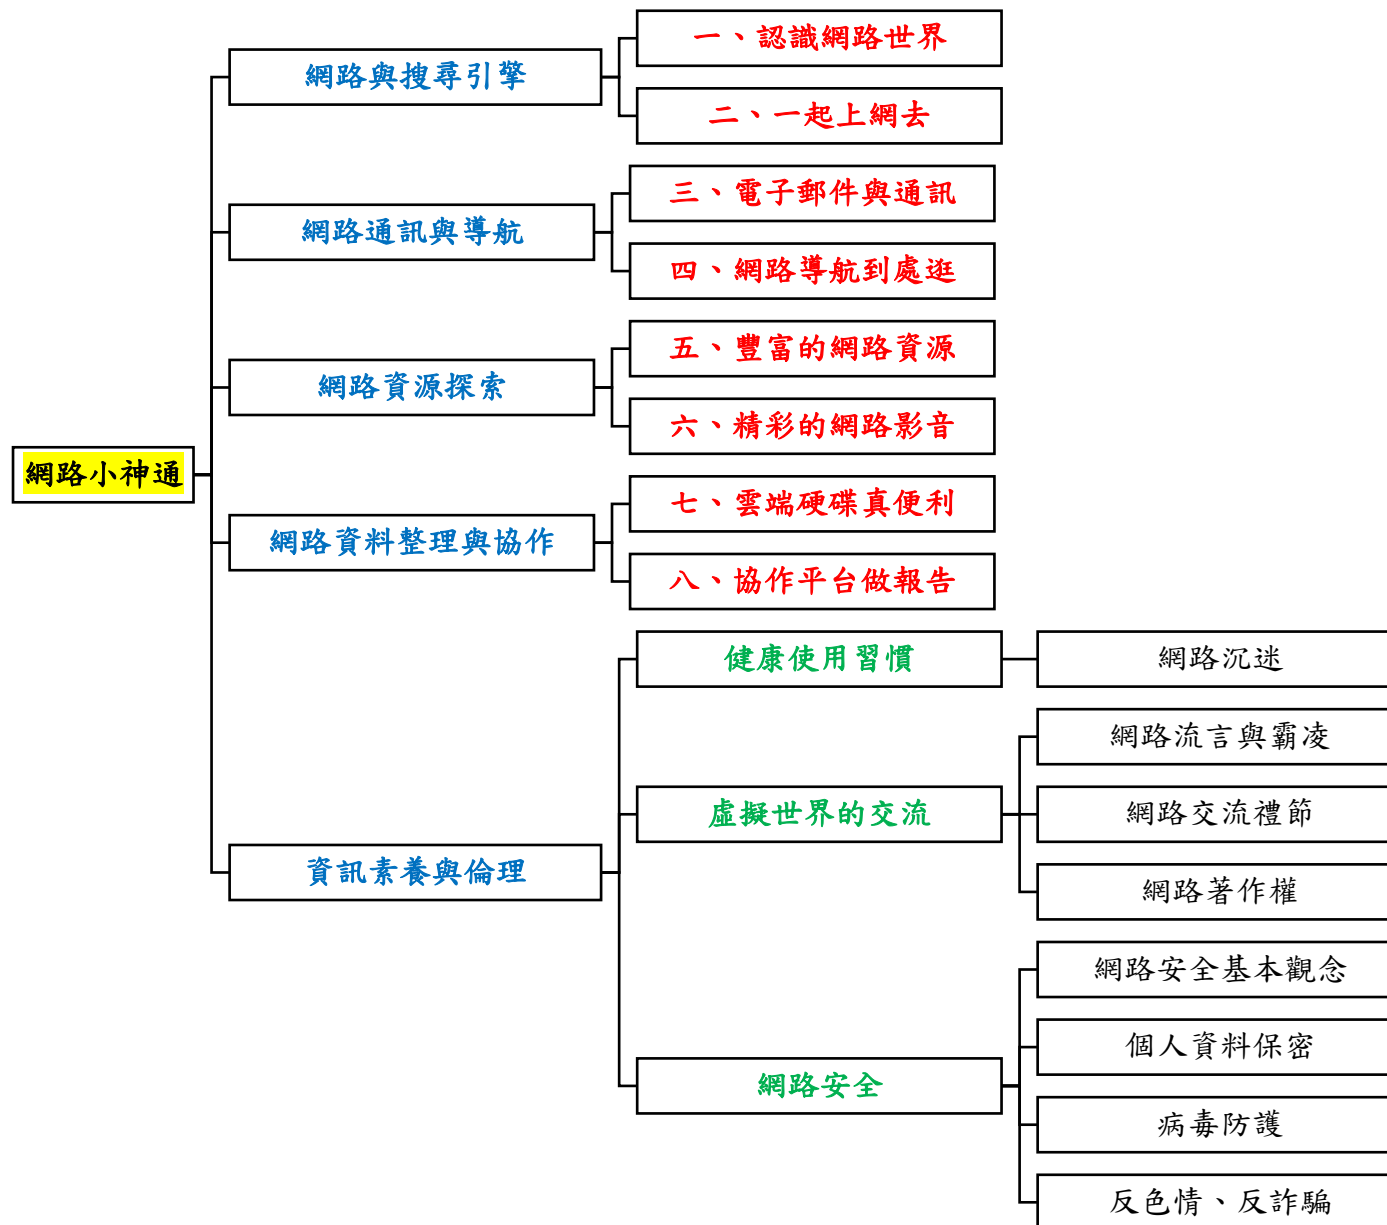 網路小神通
網路與搜尋引擎
一、認識網路世界
二、一起上網去
網路通訊與導航
三、電子郵件與通訊
四、網路導航到處逛
網路資源探索
五、豐富的網路資源
六、精彩的網路影音
網路資料整理與協作
七、雲端硬碟真便利
八、協作平台做報告
資訊素養與倫理
健康使用習慣
網路沉迷
虛擬世界的交流
網路流言與霸凌
網路交流禮節
網路著作權
網路安全
網路安全基本觀念
個人資料保密
病毒防護
反色情、反詐騙